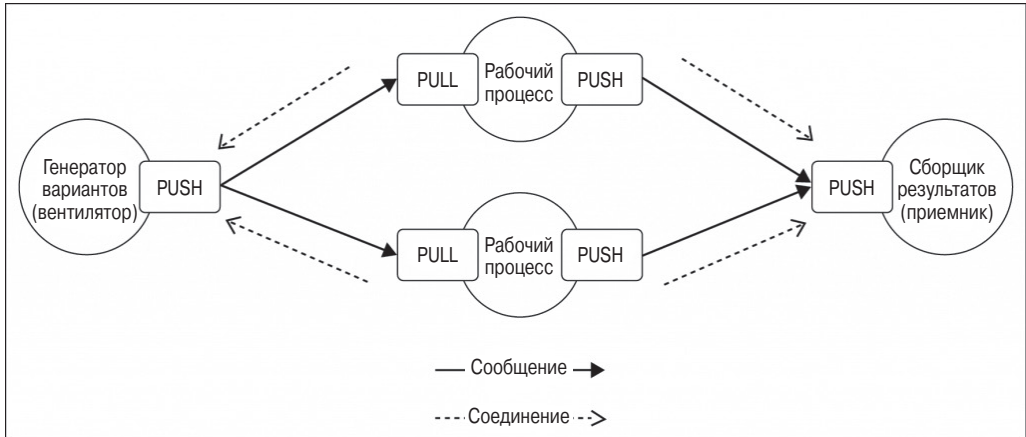 Генератор
вариантов
(вентилятор)
PUSH
PULL
Рабочий
процесс
PUSH
PULL
Рабочий
процесс
PUSH
PUSH
Сборщик
результатов
(приемник)
Сообщение
Соединение